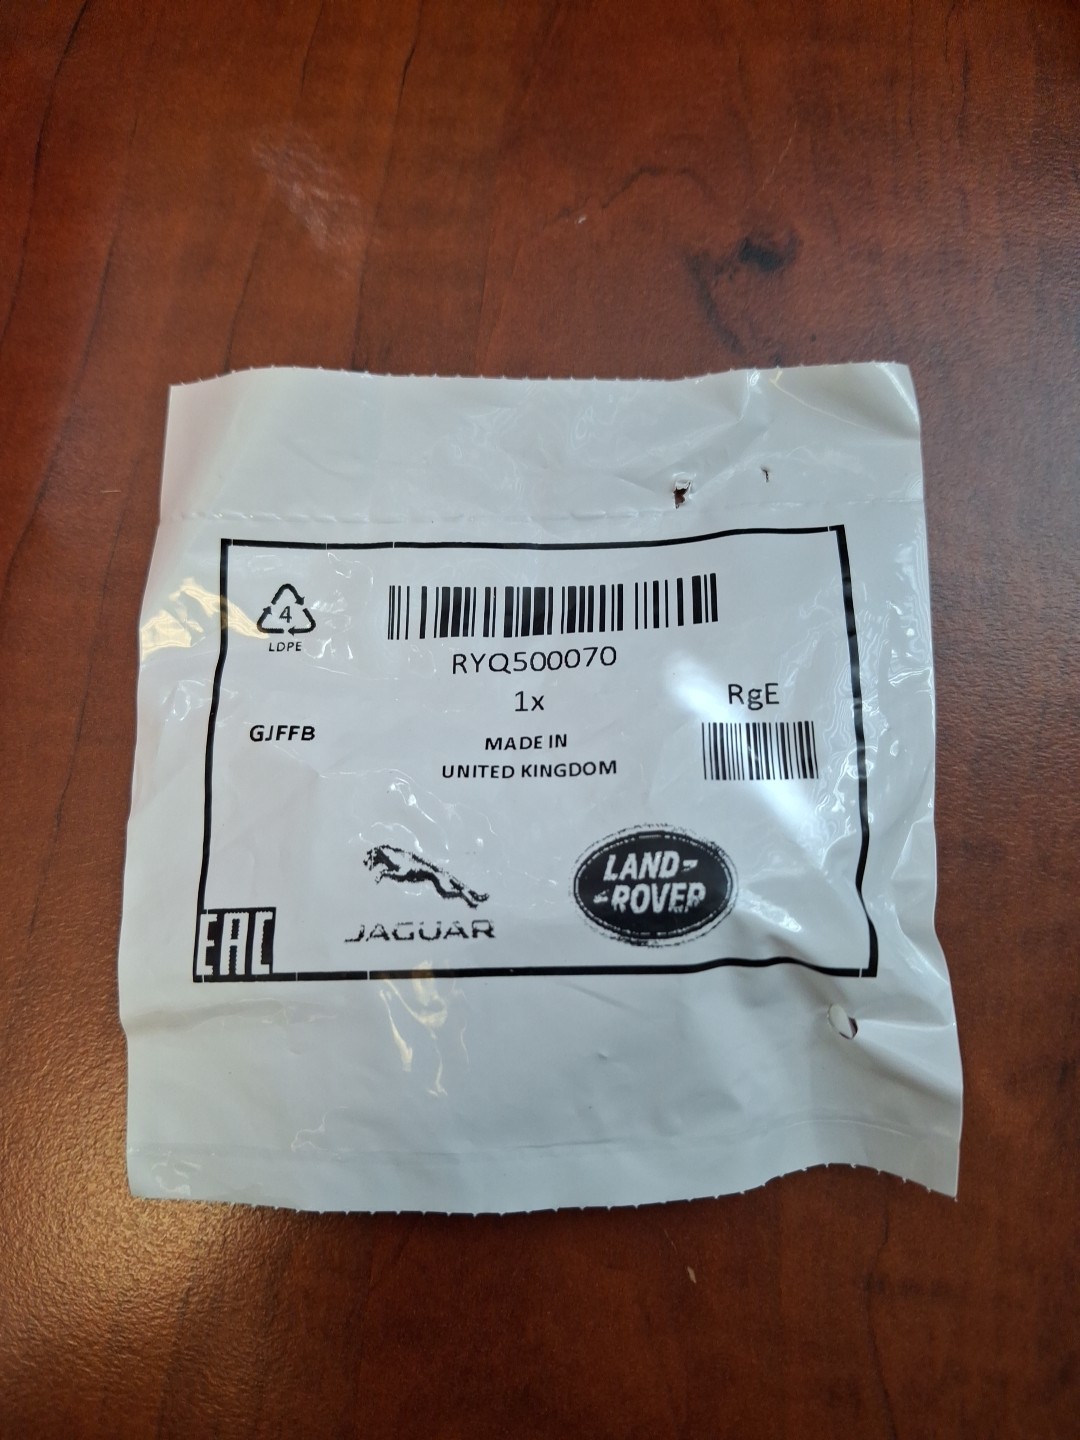 4
LDPE
RYQ500070
1x
RgE
GJFFB
MADE IN
UNITED KINGDOM
JAGUAR
LAND-
-ROVER
EAC